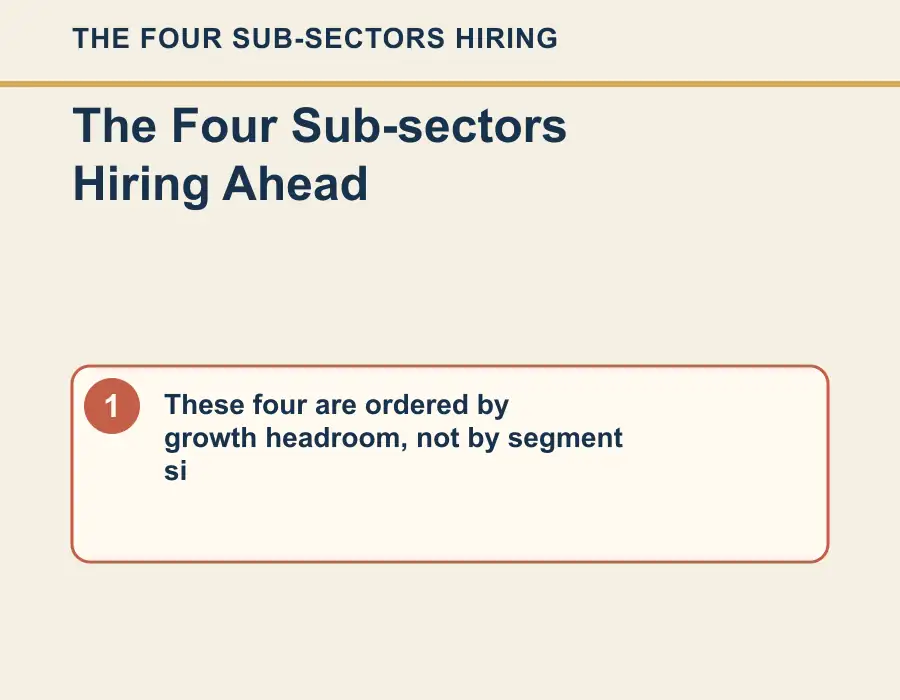 THE FOUR SUB-SECTORS HIRING
The Four Sub-sectors
Hiring Ahead
1
These four are ordered by
growth headroom, not by segment
si